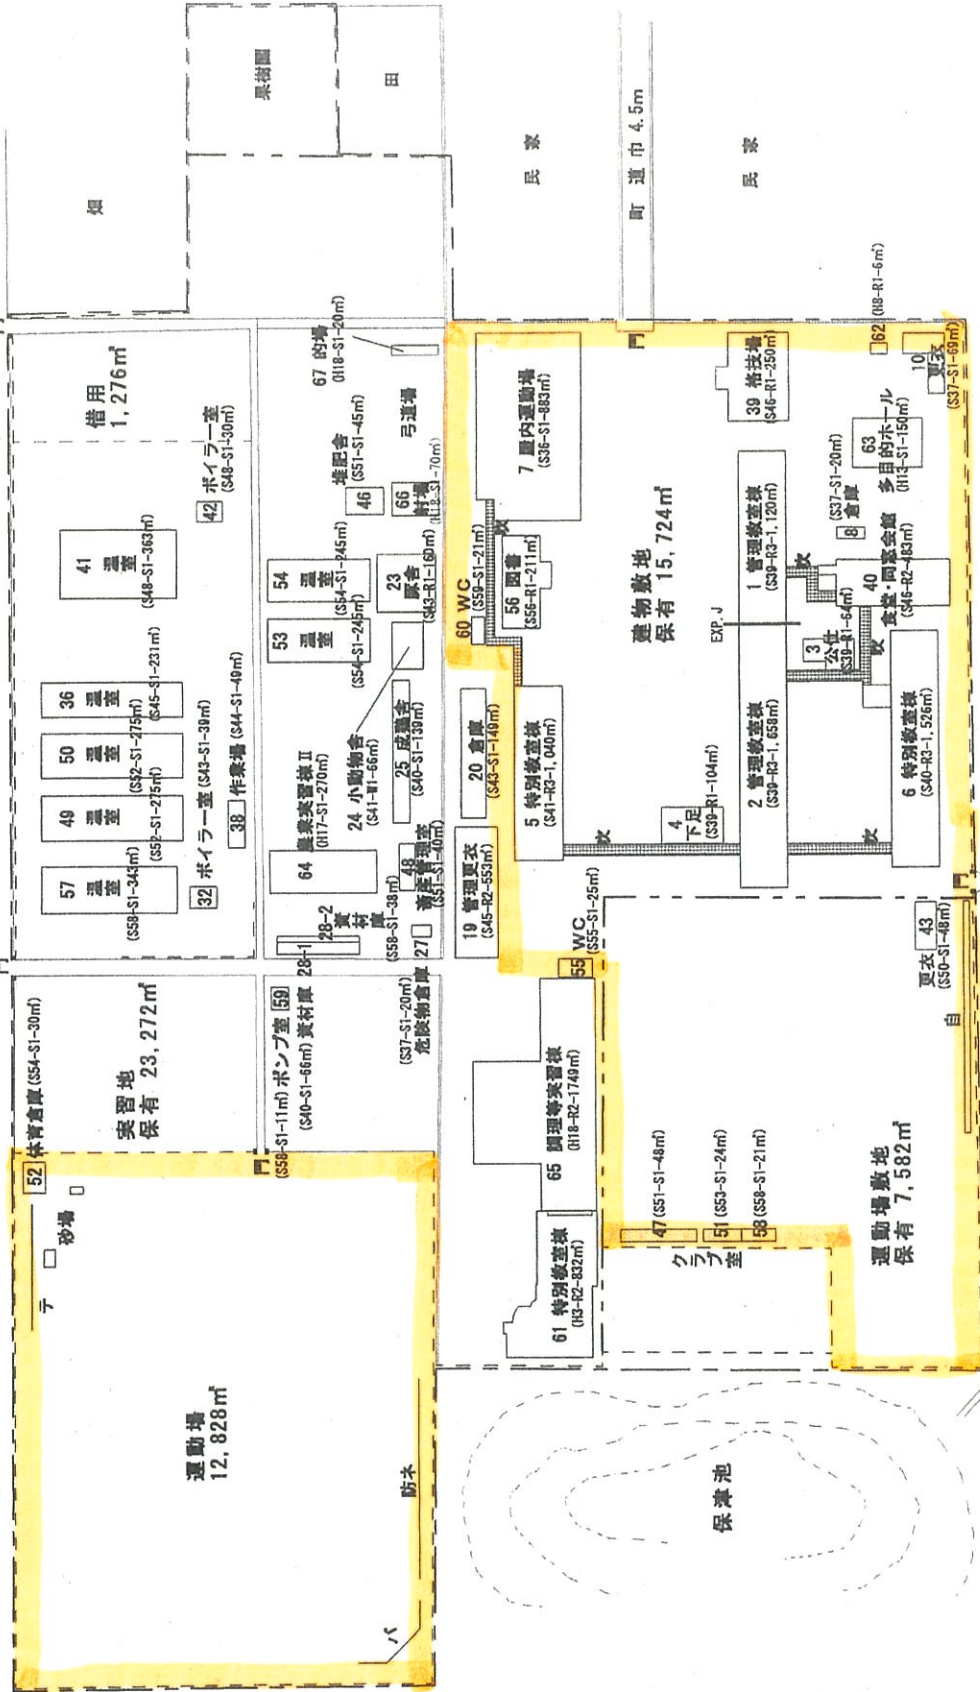 52 体育倉庫 (S54-S1-30㎡)
砂場
テ
運動場
12,828㎡
バ
防ネ
門
実習地
保有 23,272㎡
(S58-S1-11㎡) ポンプ室 59
(S40-S1-66㎡) 資材庫 28-1
28-2
資材庫
(S58-S1-38㎡)
(S37-S1-20㎡)
危険物倉庫 27
57
温室
(S58-S1-343㎡)
49
温室
(S52-S1-275㎡)
50
温室
(S52-S1-275㎡)
36
温室
(S45-S1-231㎡)
41
温室
(S48-S1-363㎡)
借用
1,276㎡
32 ボイラー室 (S43-S1-39㎡)
38 作業場 (S44-S1-49㎡)
42 ボイラー室
(S48-S1-30㎡)
畑
果樹園
田
64 農業実習棟Ⅱ
(H17-S1-270㎡)
24 小動物舎
(S41-W1-66㎡)
25 成鶏舎
(S40-S1-139㎡)
48
畜産管理室
(S51-S1-40㎡)
53
温室
(S54-S1-245㎡)
54
温室
(S54-S1-245㎡)
23
豚舎
(S43-R1-160㎡)
46
堆肥舎
(S51-S1-45㎡)
66
射場
(H18-S1-70㎡)
弓道場
67 的場
(H18-S1-20㎡)
19 管理更衣
(S45-R2-553㎡)
20 倉庫
(S43-S1-149㎡)
60 WC
(S59-S1-21㎡)
吹
56 図書
(S56-R1-211㎡)
7 屋内運動場
(S36-S1-883㎡)
門
民家
町道巾 4.5m
民家
61 特別教室棟
(H3-R2-832㎡)
65 調理等実習棟
(H18-R2-1749㎡)
55 WC
(S55-S1-25㎡)
5 特別教室棟
(S41-R3-1,040㎡)
建物敷地
保有 15,724㎡
EXP.J
吹
4
下足
(S39-R1-104㎡)
2 管理教室棟
(S39-R3-1,658㎡)
1 管理教室棟
(S39-R3-1,120㎡)
39 格技場
(S46-R1-250㎡)
吹
3
公仕
(S39-R1-64㎡)
吹
8
倉庫
(S37-S1-20㎡)
40
食堂・同窓会館
(S46-R2-483㎡)
63
多目的ホール
(H13-S1-150㎡)
62 (H8-R1-6㎡)
10
更衣
(S37-S1-69㎡)
6 特別教室棟
(S40-R3-1,526㎡)
クラブ室
47 (S51-S1-48㎡)
51 (S53-S1-24㎡)
58 (S58-S1-21㎡)
運動場敷地
保有 7,582㎡
43
更衣
(S50-S1-48㎡)
自
門
保津池